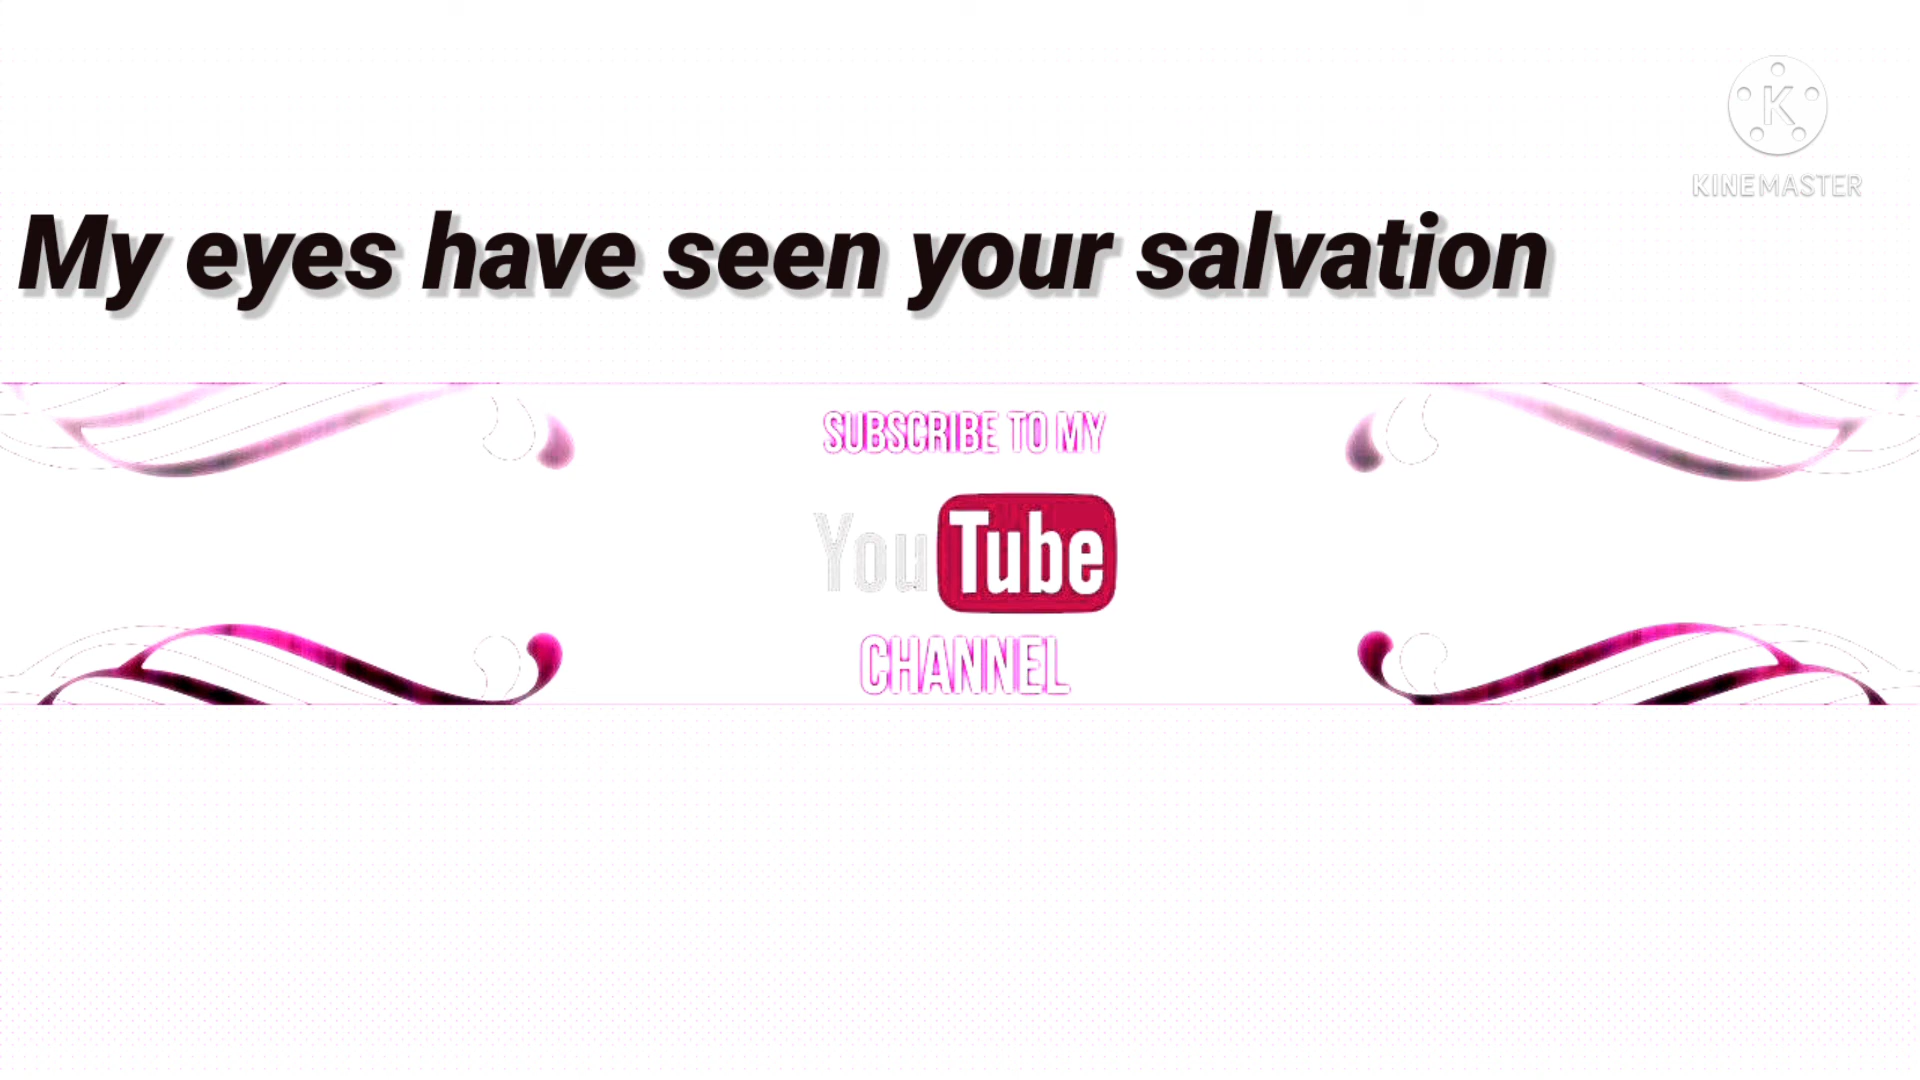 K
KINEMASTER
My eyes have seen your salvation
SUBSCRIBE TO MY
YouTube
CHANNEL